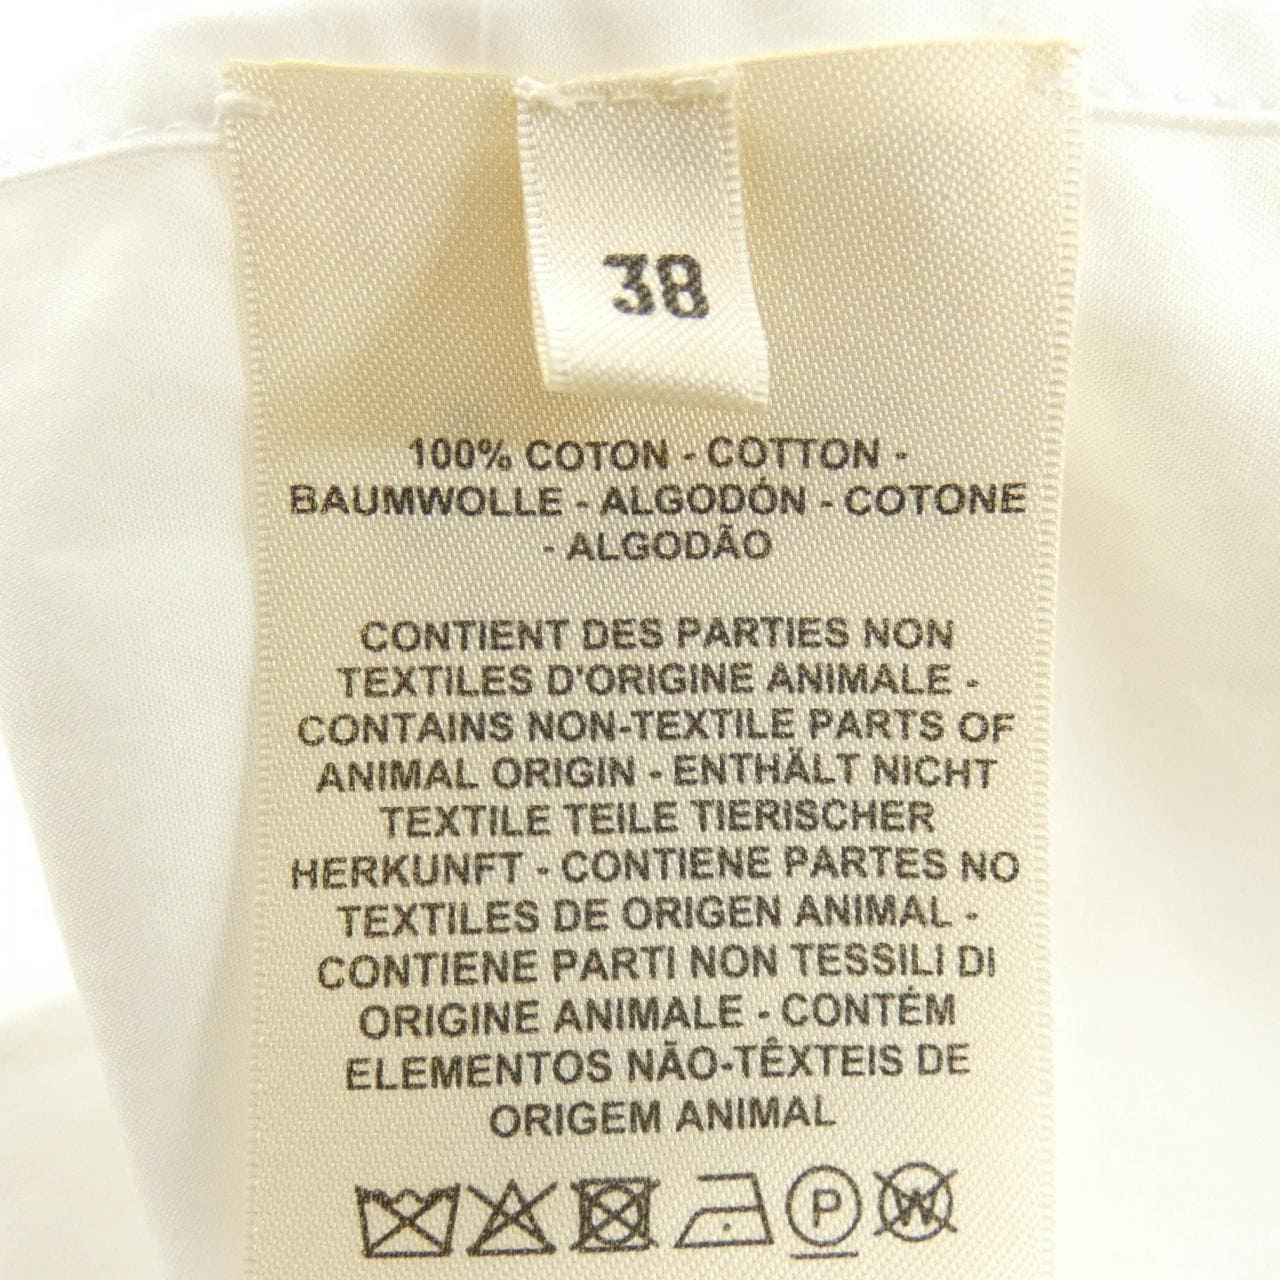 38
100% COTON - COTTON -
BAUMWOLLE - ALGODÓN - COTONE
- ALGODÃO
CONTIENT DES PARTIES NON
TEXTILES D'ORIGINE ANIMALE -
CONTAINS NON-TEXTILE PARTS OF
ANIMAL ORIGIN - ENTHÄLT NICHT
TEXTILE TEILE TIERISCHER
HERKUNFT - CONTIENE PARTES NO
TEXTILES DE ORIGEN ANIMAL -
CONTIENE PARTI NON TESSILI DI
ORIGINE ANIMALE - CONTÉM
ELEMENTOS NÃO-TÊXTEIS DE
ORIGEM ANIMAL
P W